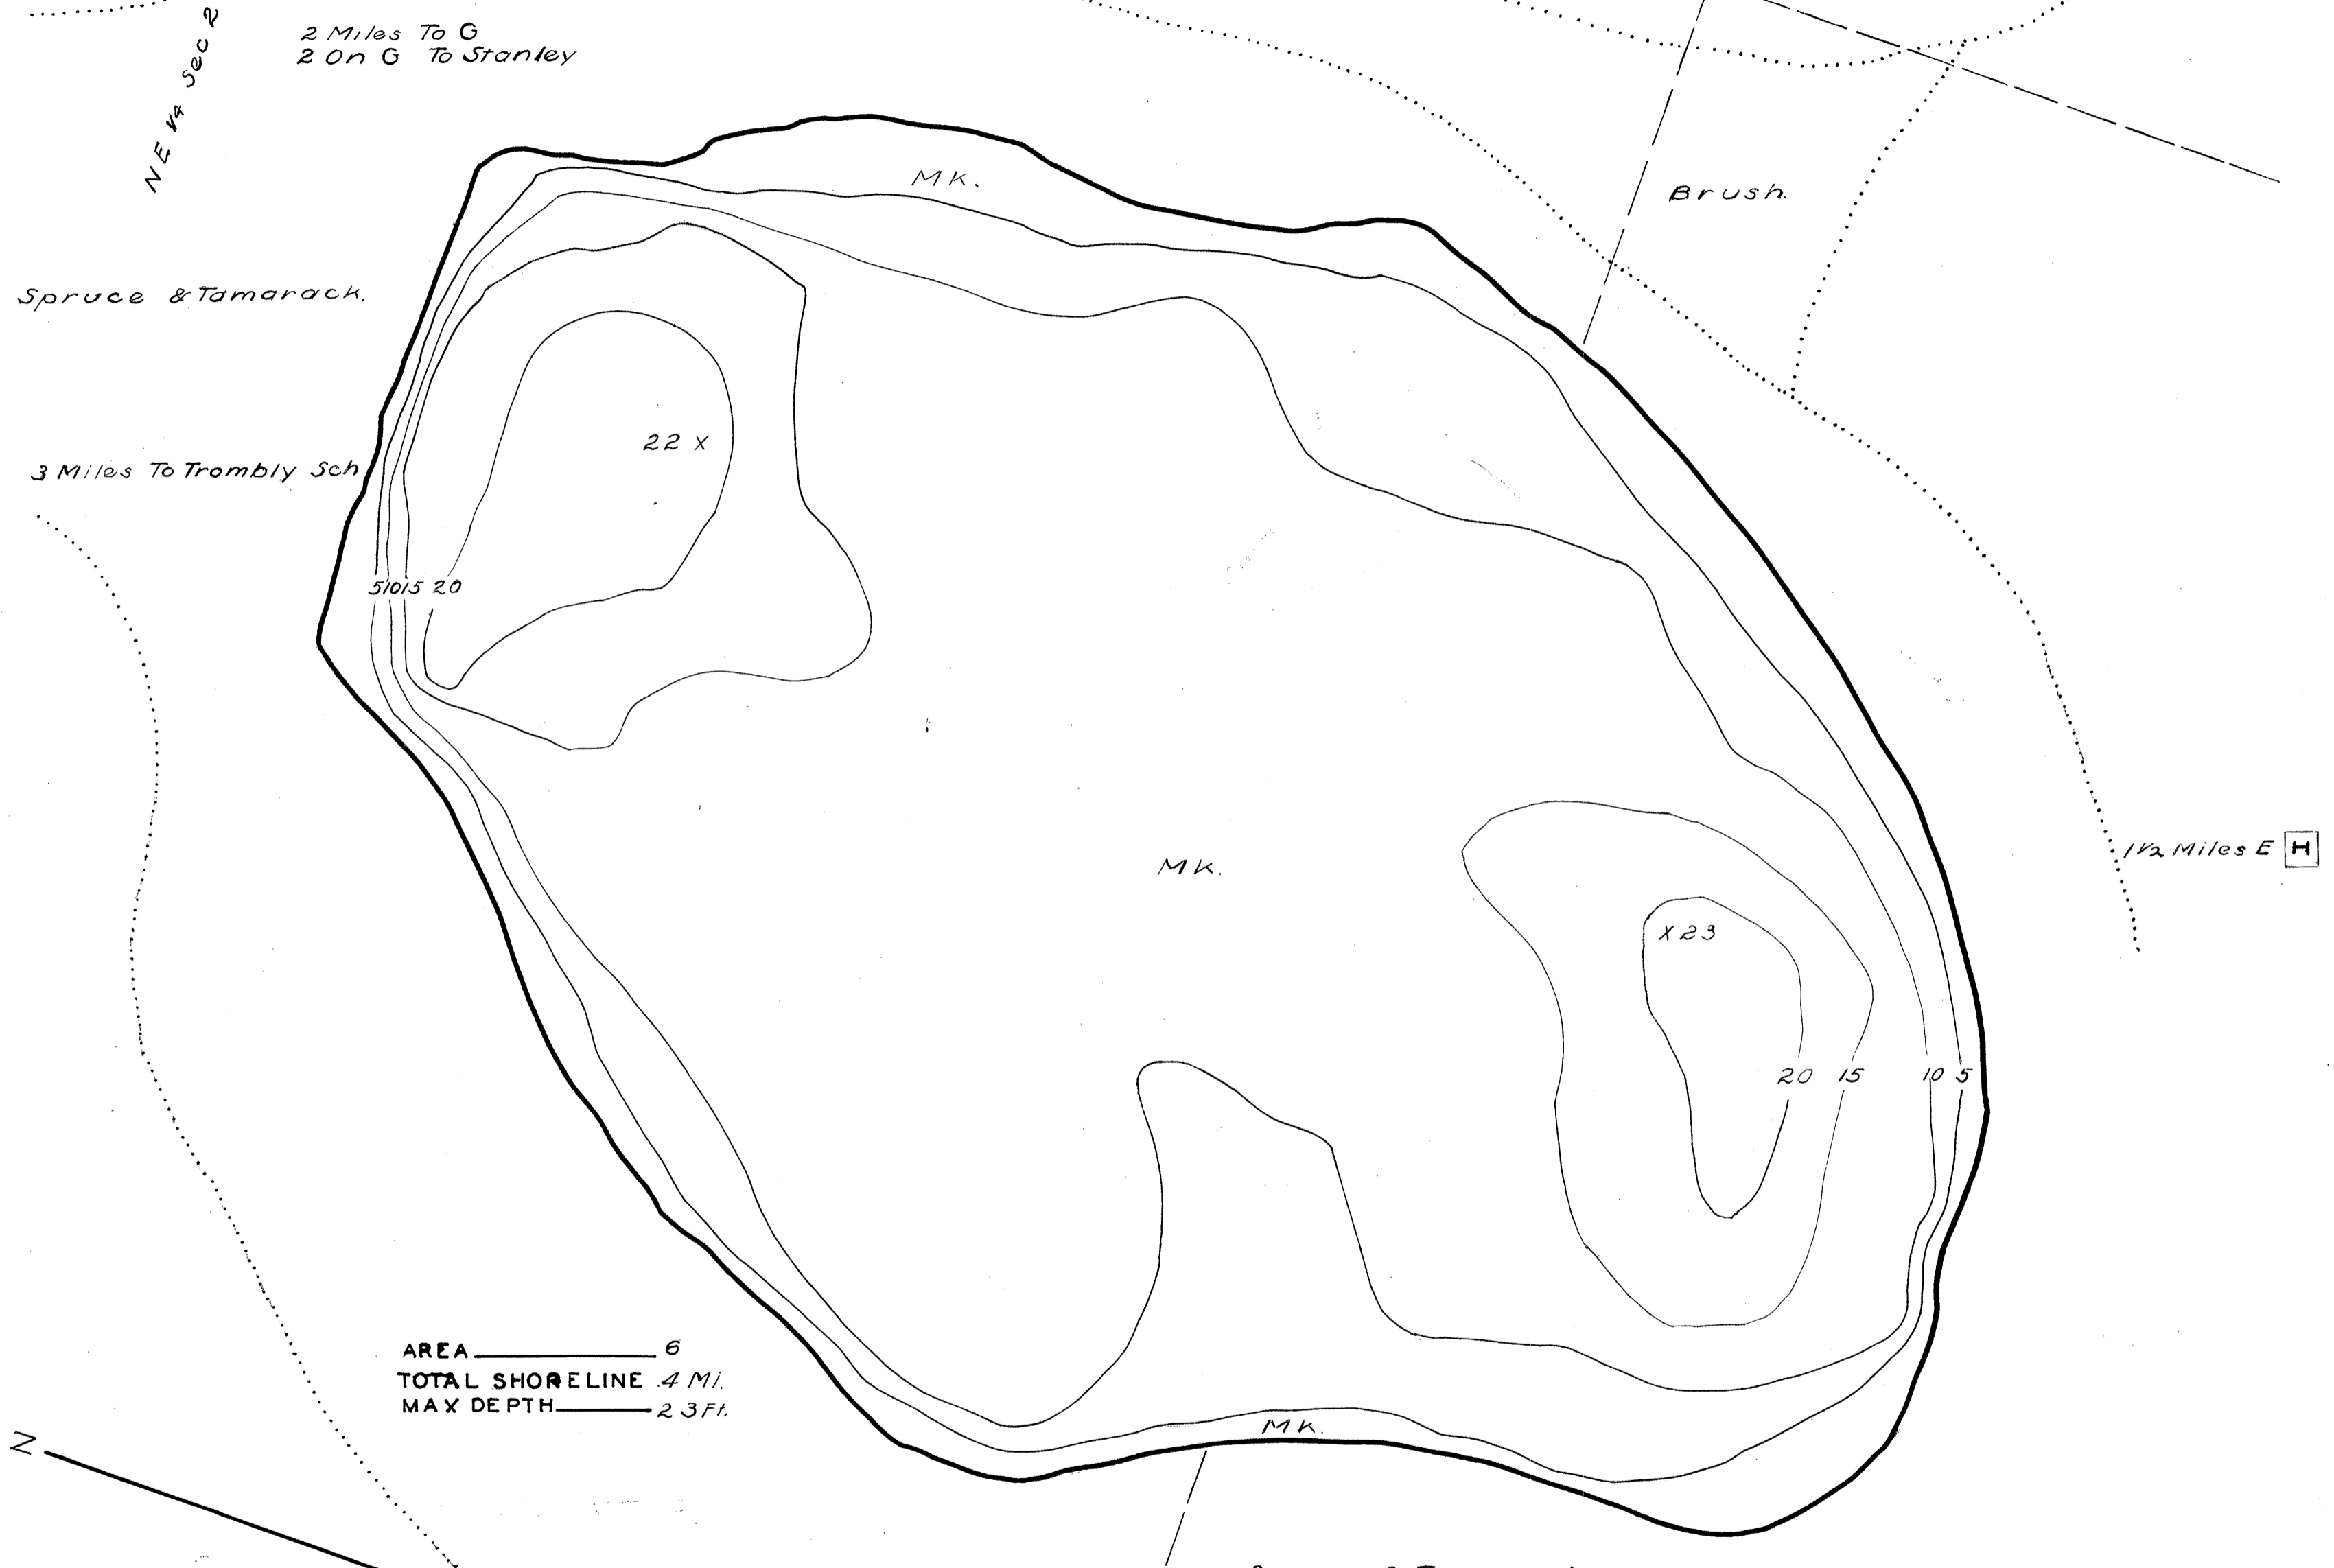 NE 1/4 Sec 2
2 Miles To G
2 On G To Stanley
MK.
Brush.
Spruce & Tamarack.
22 X
3 Miles To Trombly Sch
5 10 15 20
1 1/2 Miles E H
MK.
X 23
20 15 10 5
AREA 6
TOTAL SHORELINE .4 Mi.
MAX DEPTH 23 Ft.
MK.
N